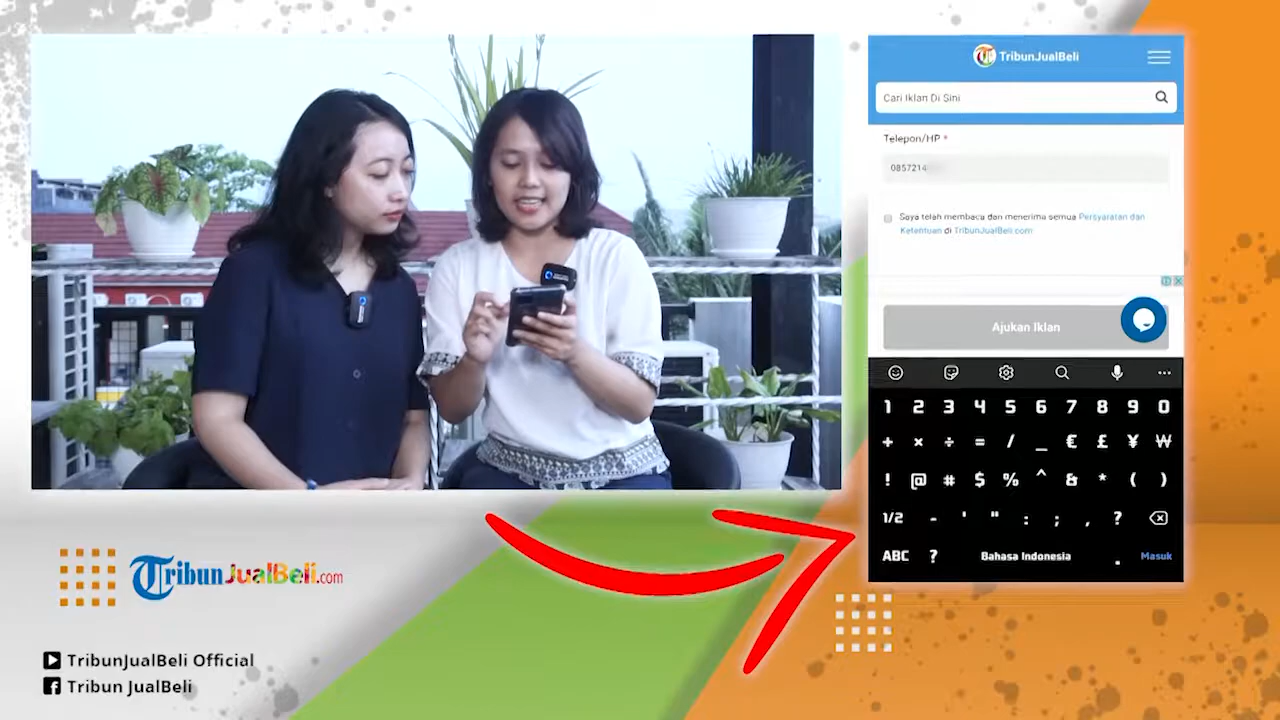 TribunJualBeli
Cari Iklan Di Sini
Telepon/HP *
0857214
Saya telah membaca dan menerima semua Persyaratan dan
Ketentuan di TribunJualBeli.com
Ajukan Iklan
1 2 3 4 5 6 7 8 9 0
+ × ÷ = / _ € £ ¥ ₩
! @ # $ % ^ & * ( )
1/2 - ' " : ; , ?
ABC ? Bahasa Indonesia . Masuk
TribunJualBeli.com
TribunJualBeli Official
Tribun JualBeli